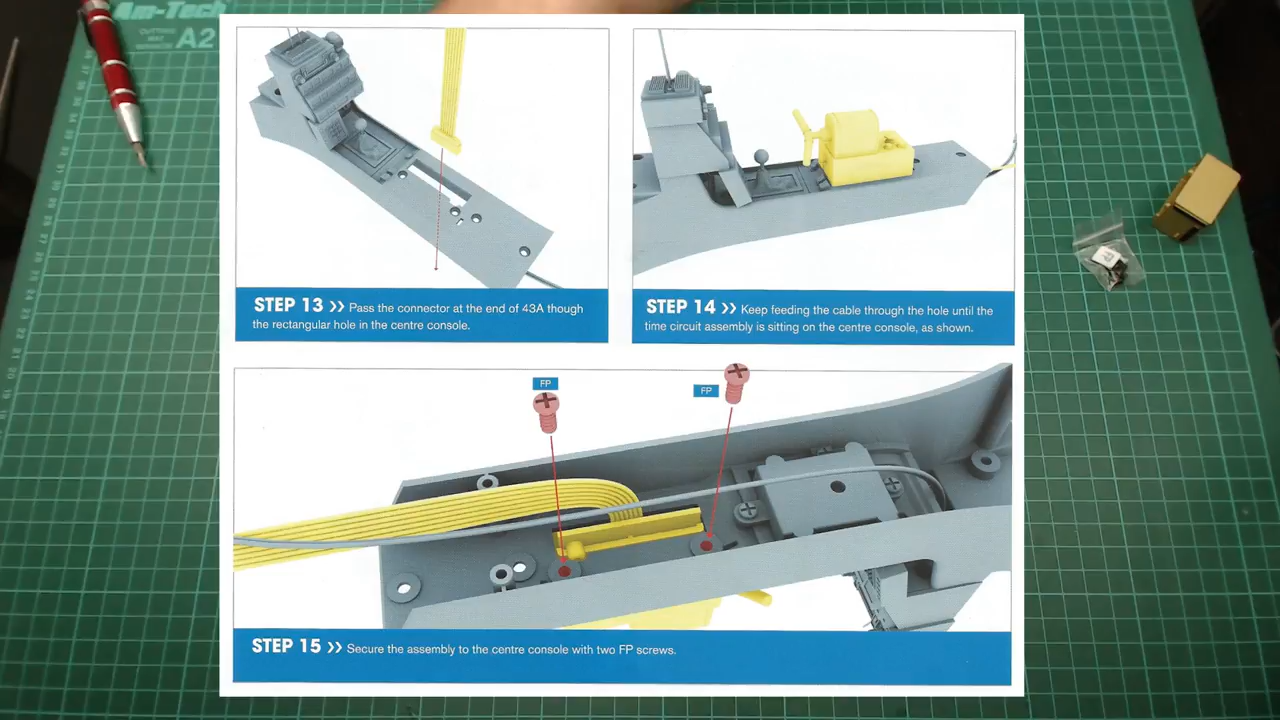 Am-Tech
CUTTING
MAT
A2
STEP 13 >> Pass the connector at the end of 43A though
the rectangular hole in the centre console.
STEP 14 >> Keep feeding the cable through the hole until the
time circuit assembly is sitting on the centre console, as shown.
FP
FP
STEP 15 >> Secure the assembly to the centre console with two FP screws.